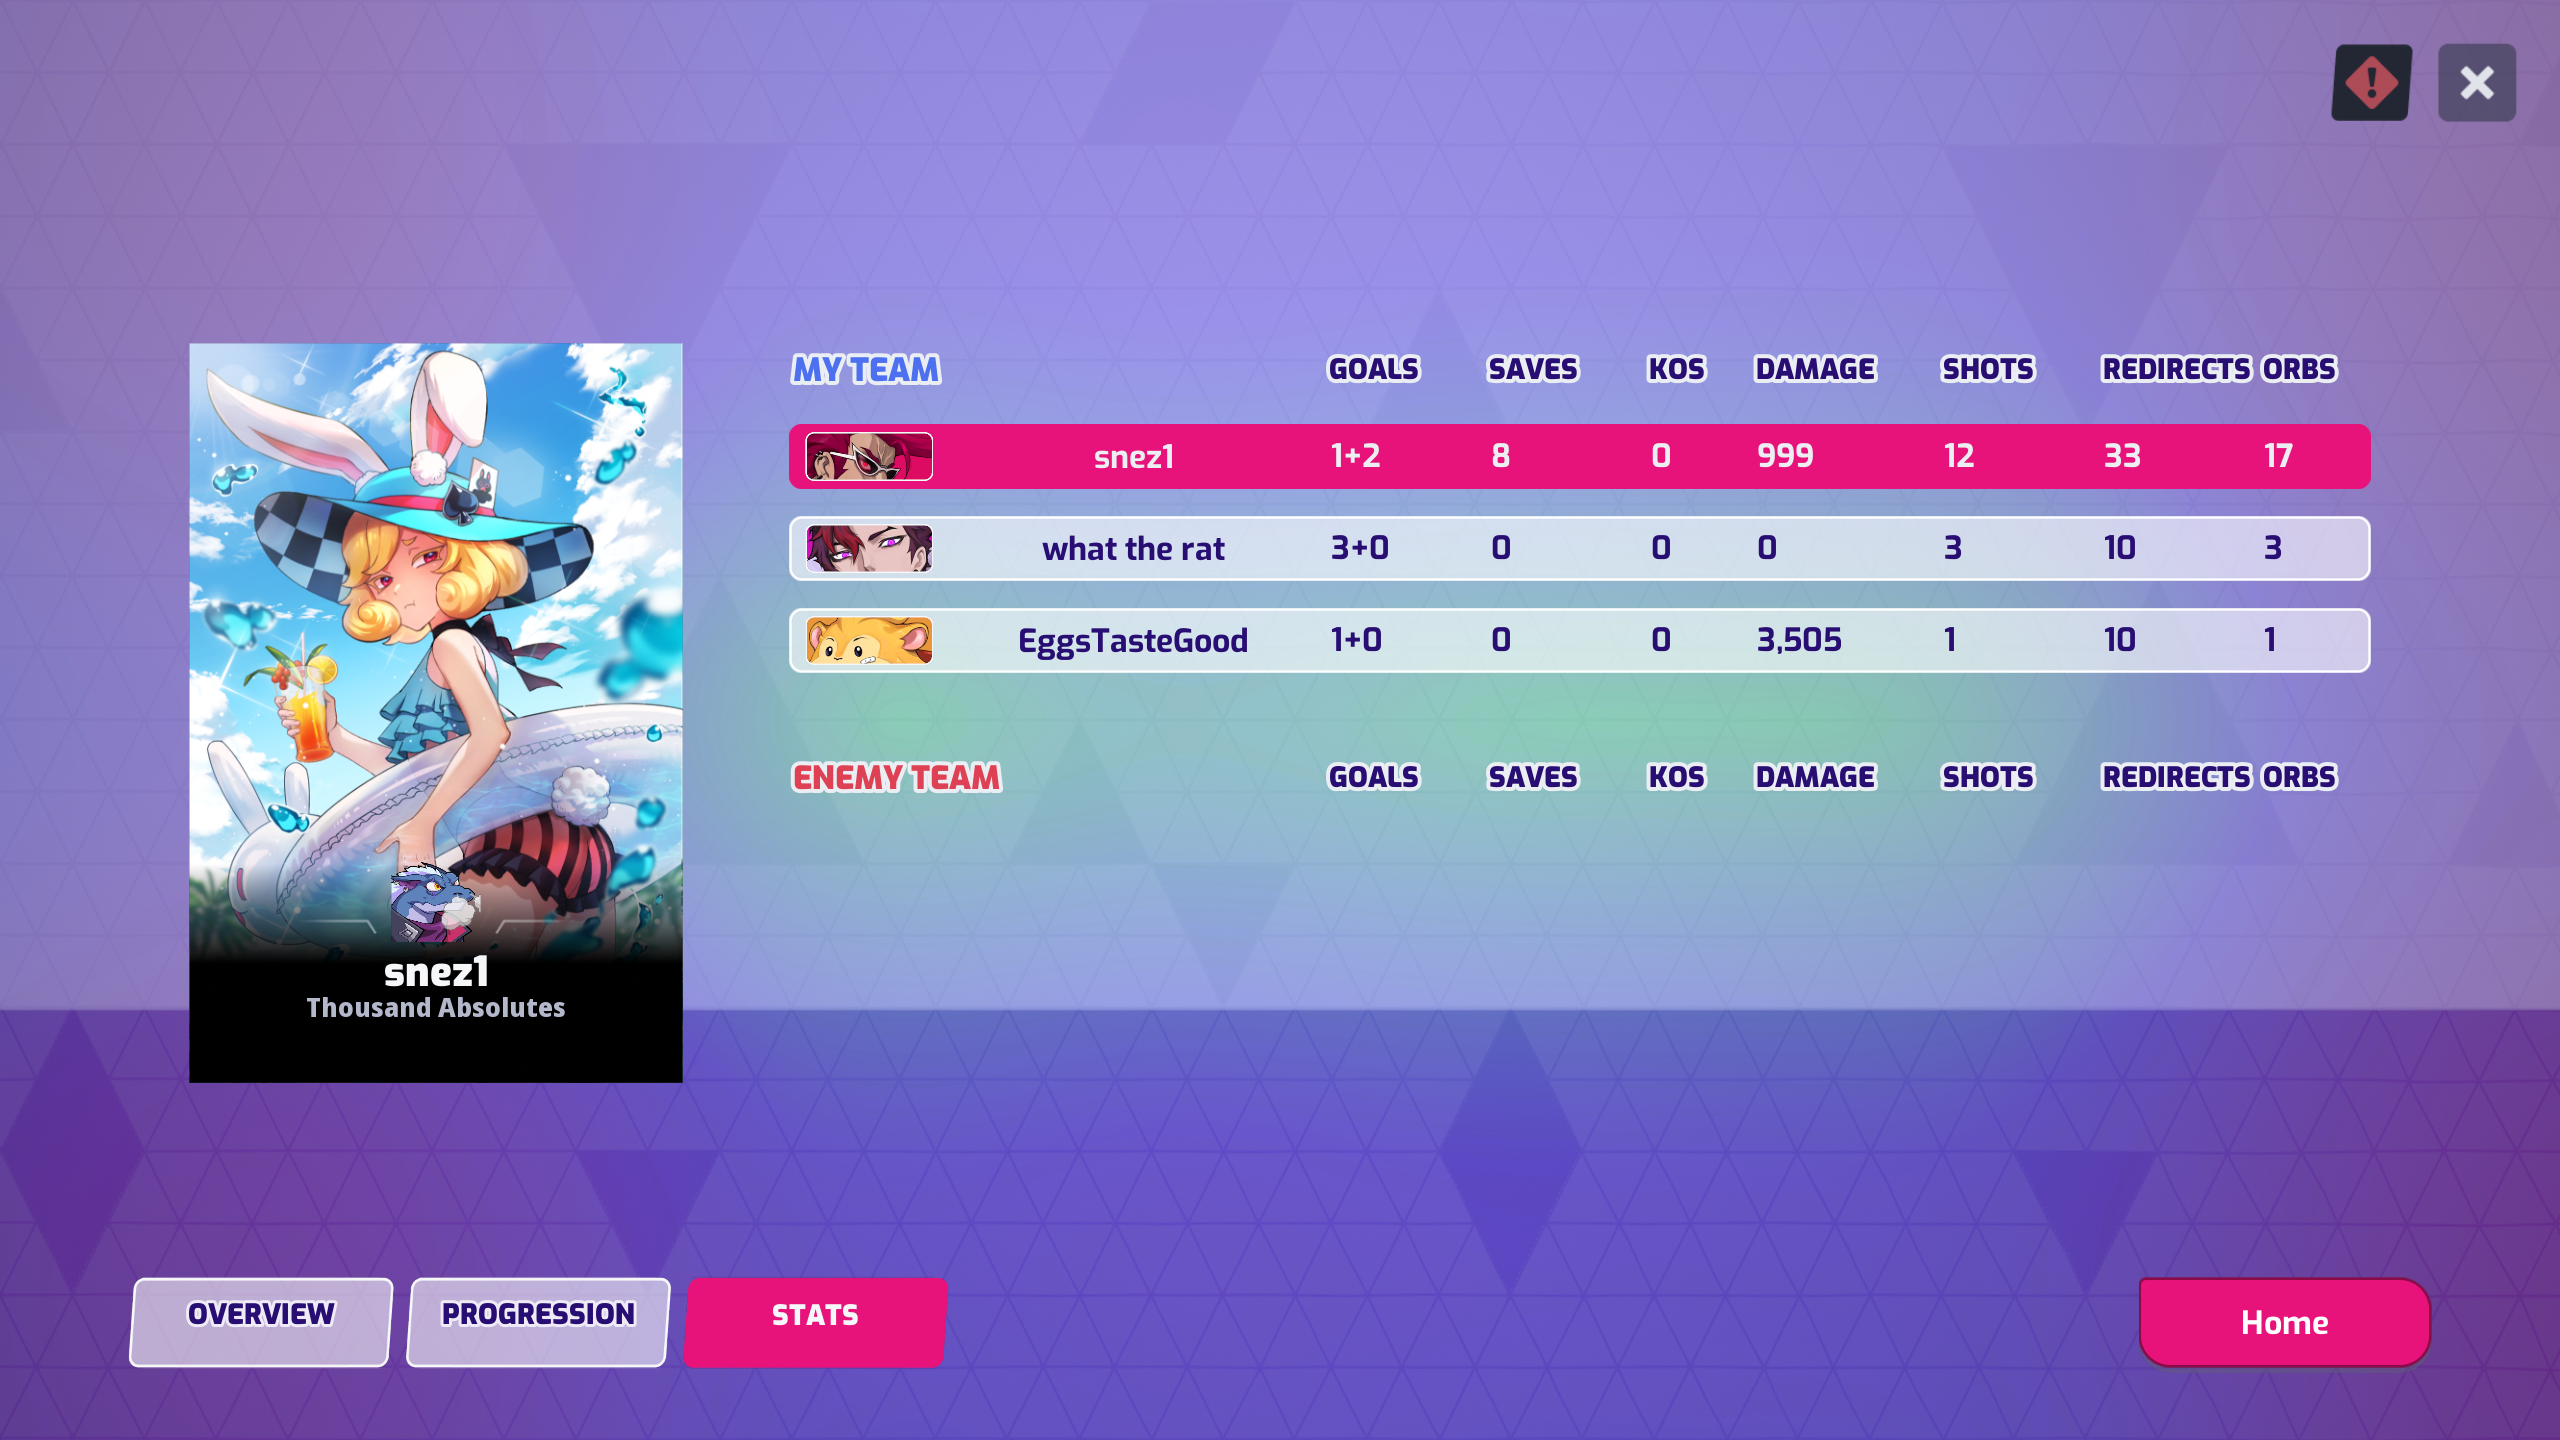 MY TEAM GOALS SAVES KOS DAMAGE SHOTS REDIRECTS ORBS
snez1 1+2 8 0 999 12 33 17
what the rat 3+0 0 0 0 3 10 3
EggsTasteGood 1+0 0 0 3,505 1 10 1
ENEMY TEAM GOALS SAVES KOS DAMAGE SHOTS REDIRECTS ORBS
snez1
Thousand Absolutes
OVERVIEW PROGRESSION STATS Home